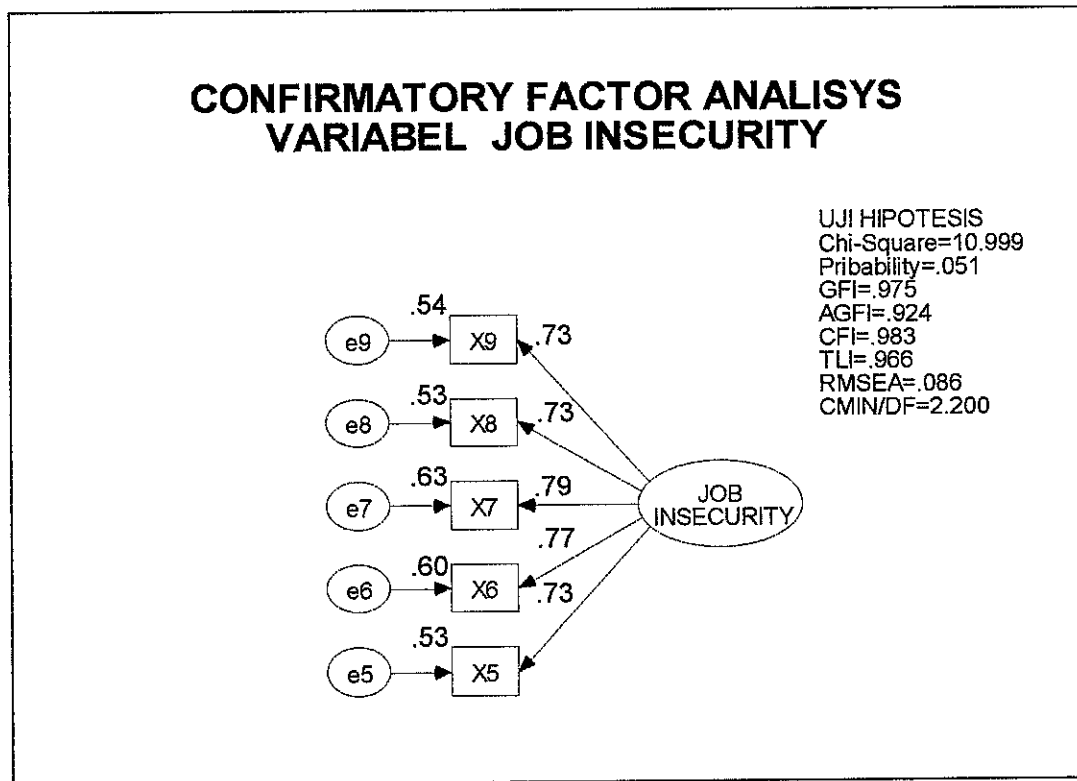 CONFIRMATORY FACTOR ANALISYS
VARIABEL JOB INSECURITY
UJI HIPOTESIS
Chi-Square=10.999
Pribability=.051
GFI=.975
AGFI=.924
CFI=.983
TLI=.966
RMSEA=.086
CMIN/DF=2.200
.54
e9 X9 .73
.53
e8 X8 .73
.63
e7 X7 .79
JOB
INSECURITY
.77
.60
e6 X6 .73
.53
e5 X5